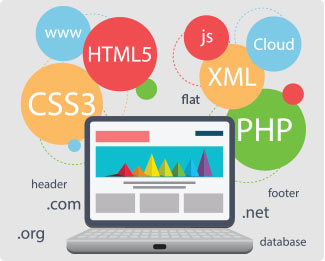 www
HTML5
js
Cloud
CSS3
XML
flat
PHP
header
footer
.com
.net
.org
database